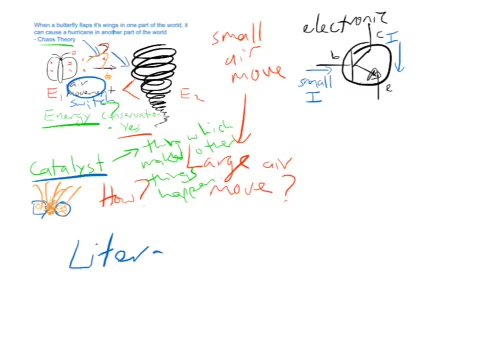 When a butterfly flaps it's wings in one part of the world, it
can cause a hurricane in another part of the world
- Chaos Theory
small
air
move
electronic
c
I
b
small
I
e
?
E1
air
movement
+
<
E2
switch
Energy conservation?
Yes
Catalyst
thing which
makes other
things
happen
Large air
How? move?
Liter-